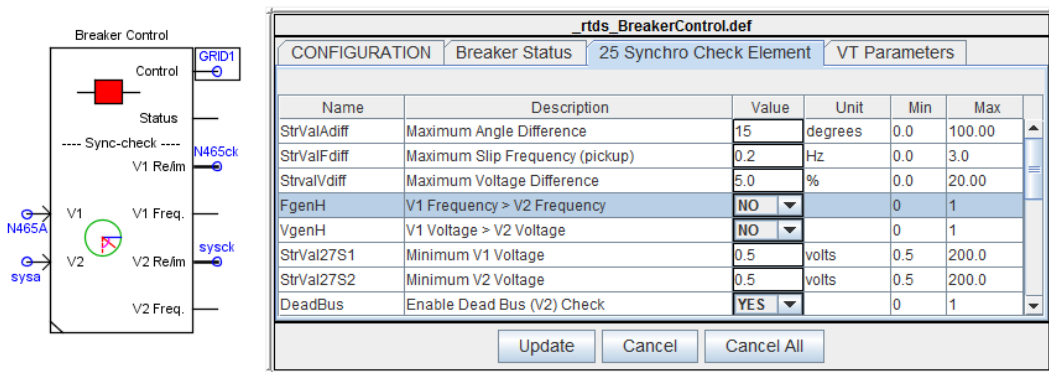 Breaker Control
GRID1
Control
Status
---- Sync-check ----
N465ck
V1 Re/im
V1
V1 Freq.
N465A
sysck
V2
V2 Re/im
sysa
V2 Freq.
_rtds_BreakerControl.def
CONFIGURATION Breaker Status 25 Synchro Check Element VT Parameters
Name Description Value Unit Min Max
StrValAdiff Maximum Angle Difference 15 degrees 0.0 100.00
StrValFdiff Maximum Slip Frequency (pickup) 0.2 Hz 0.0 3.0
StrvalVdiff Maximum Voltage Difference 5.0 % 0.0 20.00
FgenH V1 Frequency > V2 Frequency NO 0 1
VgenH V1 Voltage > V2 Voltage NO 0 1
StrVal27S1 Minimum V1 Voltage 0.5 volts 0.5 200.0
StrVal27S2 Minimum V2 Voltage 0.5 volts 0.5 200.0
DeadBus Enable Dead Bus (V2) Check YES 0 1
Update Cancel Cancel All